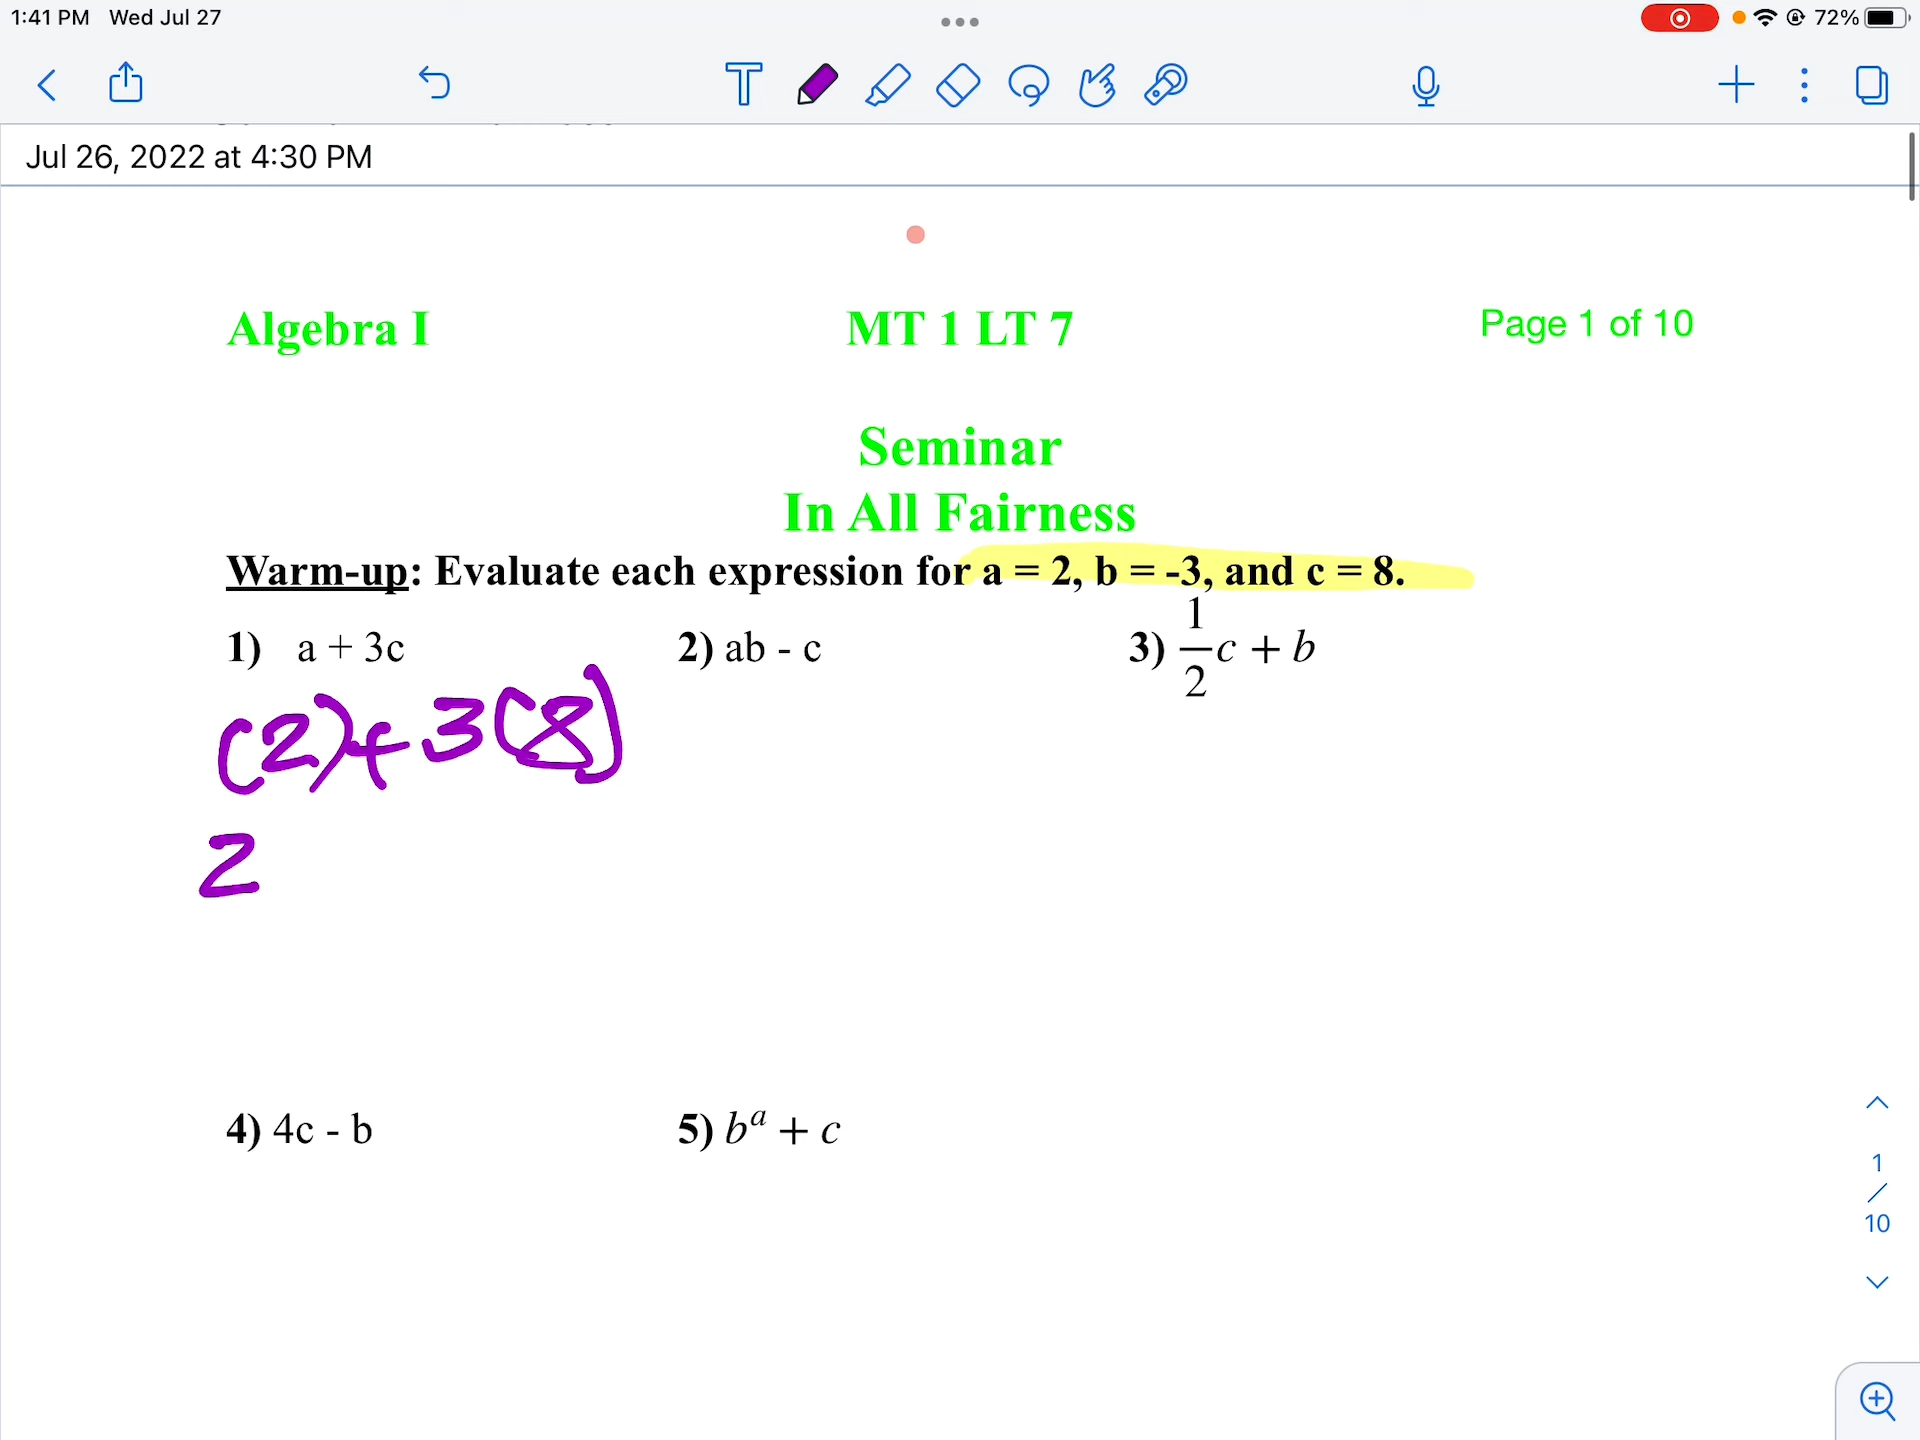 1:41 PM Wed Jul 27 72%
Jul 26, 2022 at 4:30 PM
Algebra I MT 1 LT 7 Page 1 of 10
Seminar
In All Fairness
Warm-up: Evaluate each expression for a = 2, b = -3, and c = 8.
1) a + 3c 2) ab - c 3) 1/2 c + b
(2)+3(8)
2
4) 4c - b 5) bᵃ + c
1
/
10